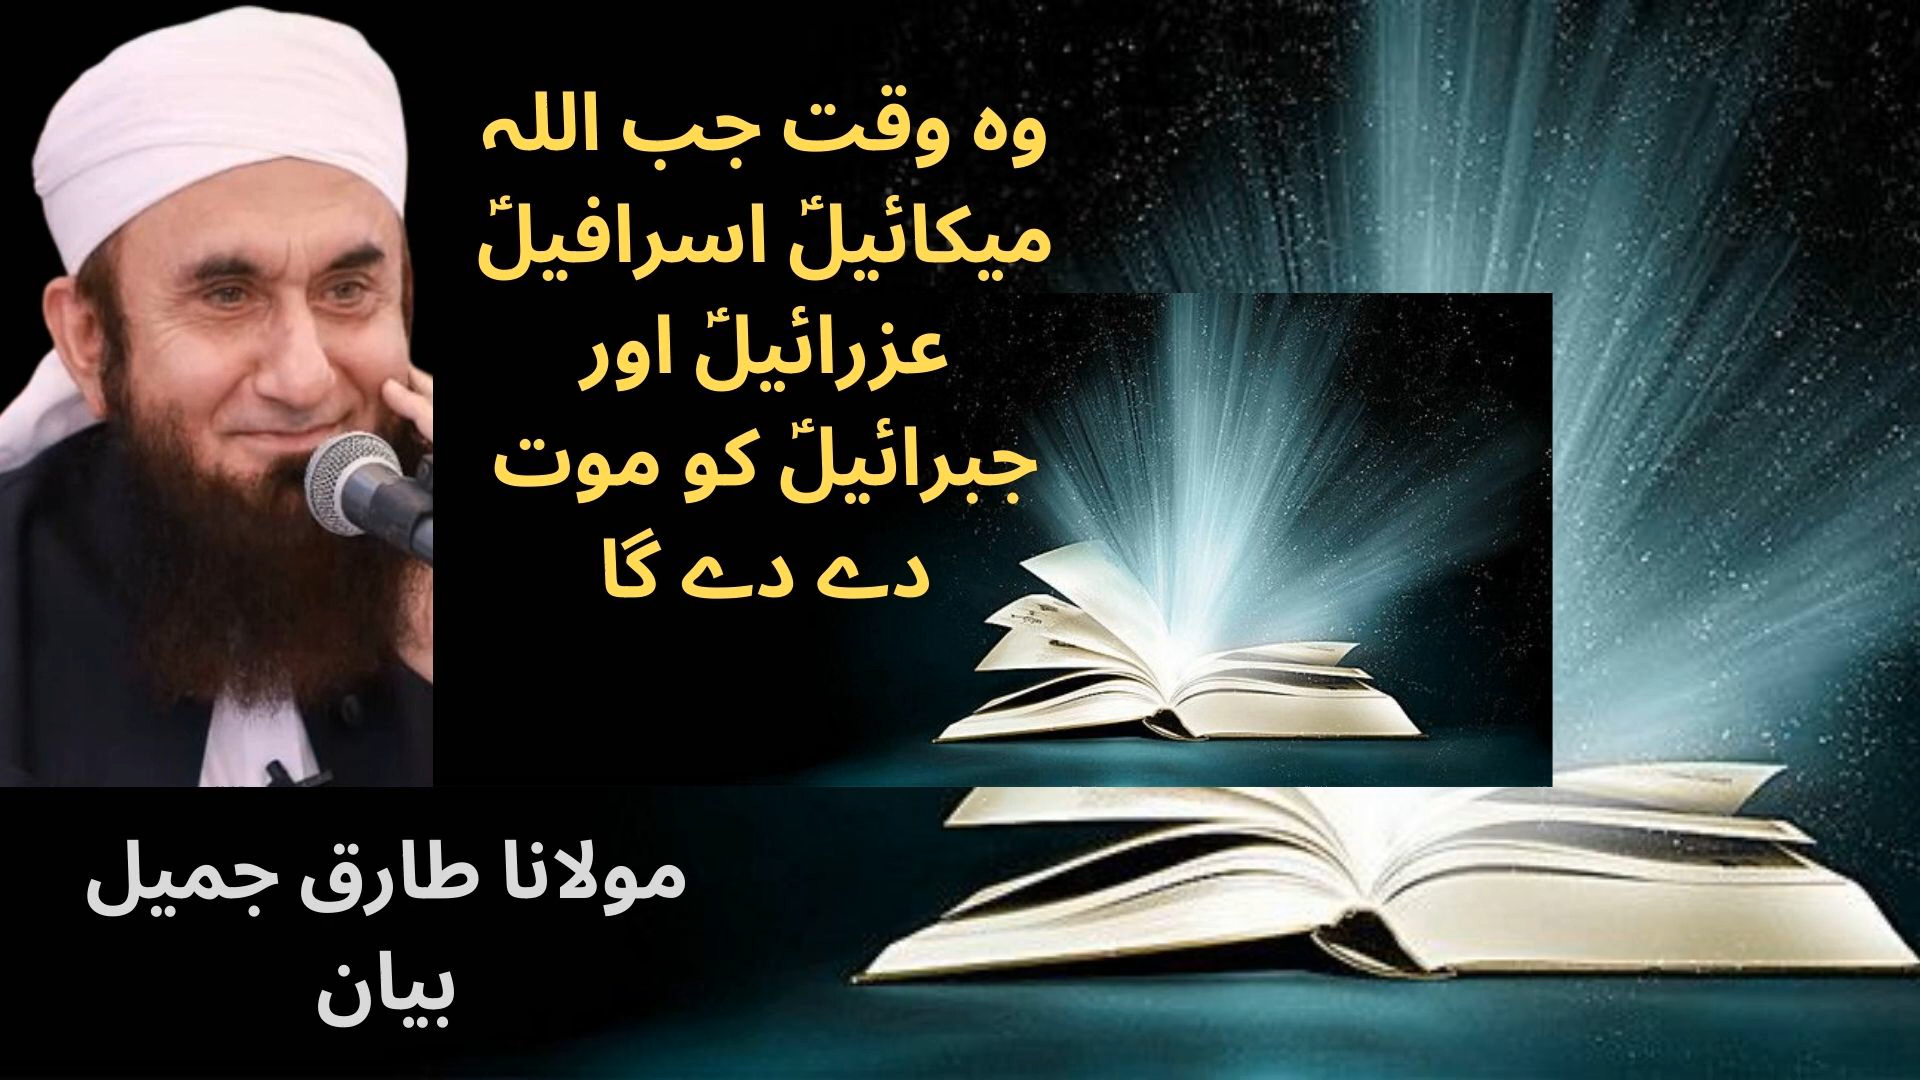 وہ وقت جب اللہ
میکائیلؑ اسرافیلؑ
عزرائیلؑ اور
جبرائیلؑ کو موت
دے دے گا
مولانا طارق جمیل
بیان